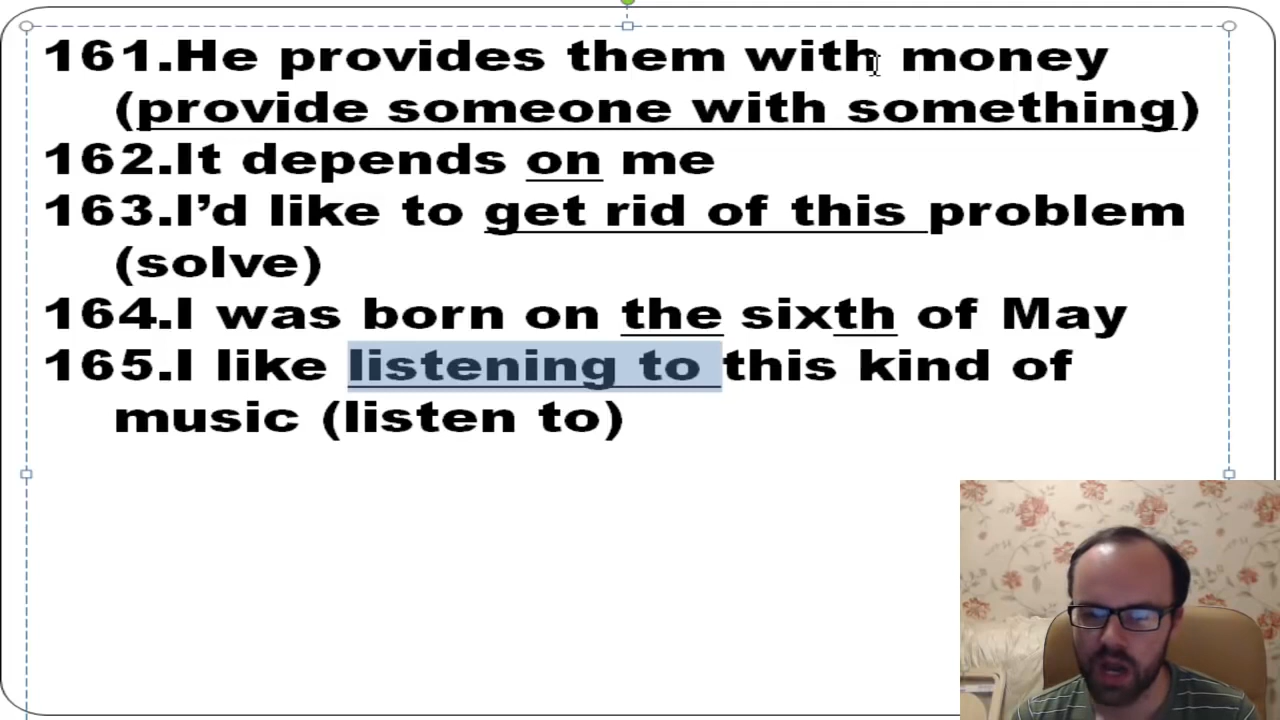 161.He provides them with money
(provide someone with something)
162.It depends on me
163.I’d like to get rid of this problem
(solve)
164.I was born on the sixth of May
165.I like listening to this kind of
music (listen to)